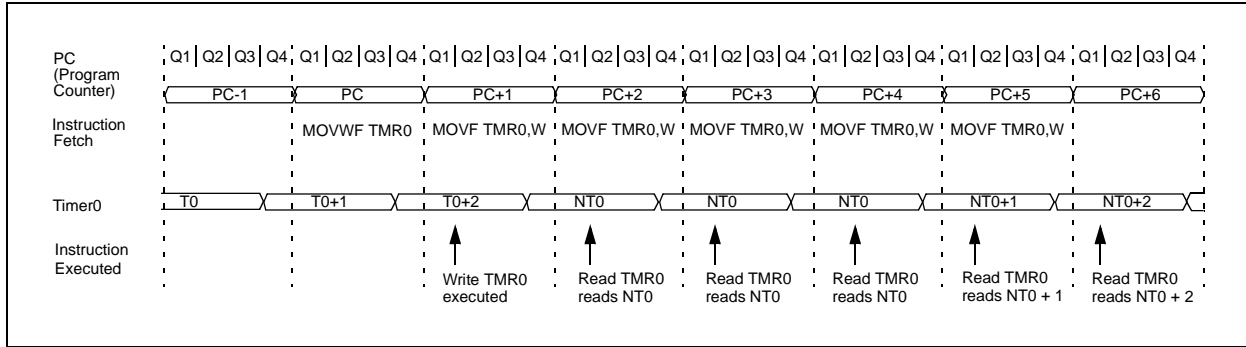 PC
(Program
Counter)
Q1 Q2 Q3 Q4 Q1 Q2 Q3 Q4 Q1 Q2 Q3 Q4 Q1 Q2 Q3 Q4 Q1 Q2 Q3 Q4 Q1 Q2 Q3 Q4 Q1 Q2 Q3 Q4 Q1 Q2 Q3 Q4
PC-1 PC PC+1 PC+2 PC+3 PC+4 PC+5 PC+6
Instruction
Fetch
MOVWF TMR0 MOVF TMR0,W MOVF TMR0,W MOVF TMR0,W MOVF TMR0,W MOVF TMR0,W
Timer0
T0 T0+1 T0+2 NT0 NT0 NT0 NT0+1 NT0+2
Instruction
Executed
Write TMR0
executed
Read TMR0
reads NT0
Read TMR0
reads NT0
Read TMR0
reads NT0
Read TMR0
reads NT0 + 1
Read TMR0
reads NT0 + 2